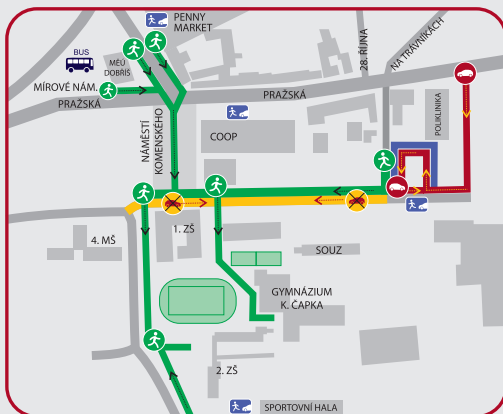 PENNY
MARKET
BUS
MÉÚ
DOBŘÍŠ
MÍROVÉ NÁM.
PRAŽSKÁ
PRAŽSKÁ
28. ŘÍJNA
NA TRÁVNÍKÁCH
NÁMĚSTÍ
KOMENSKÉHO
COOP
POLIKLINIKA
4. MŠ
1. ZŠ
SOUZ
GYMNÁZIUM
K. ČAPKA
2. ZŠ
SPORTOVNÍ HALA